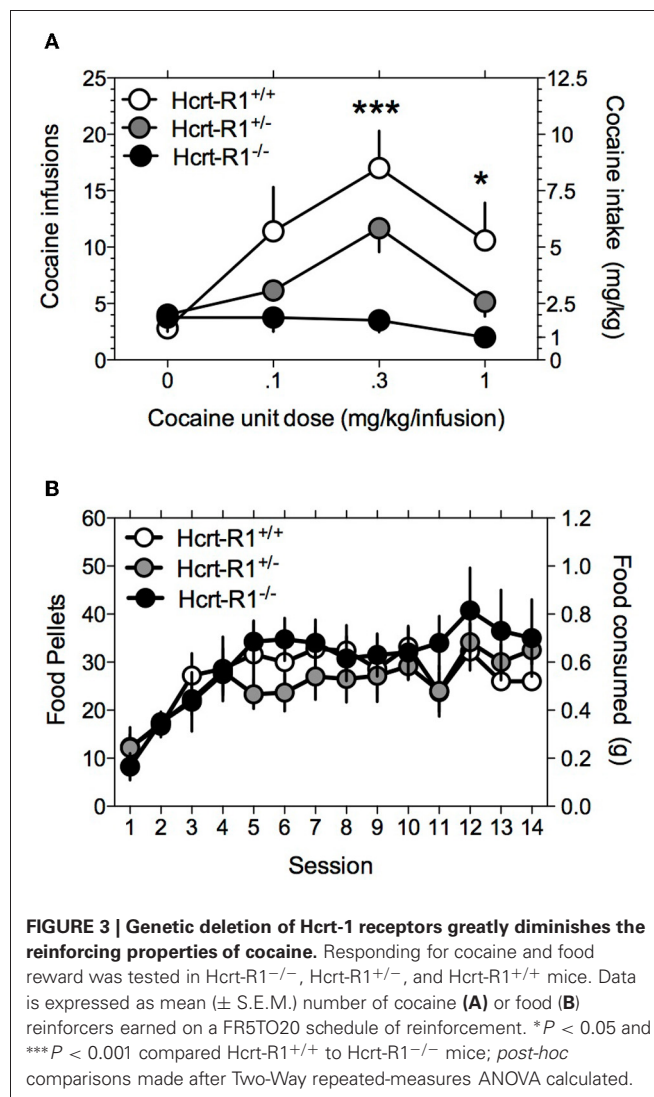 A
25
20
15
10
5
0
Cocaine infusions
Hcrt-R1+/+
Hcrt-R1+/-
Hcrt-R1-/-
***
*
12.5
10
7.5
5
2.5
1
0
Cocaine intake (mg/kg)
0 .1 .3 1
Cocaine unit dose (mg/kg/infusion)
B
60
50
40
30
20
10
0
Food Pellets
Hcrt-R1+/+
Hcrt-R1+/-
Hcrt-R1-/-
1.2
1.0
0.8
0.6
0.4
0.2
0.0
Food consumed (g)
1 2 3 4 5 6 7 8 9 10 11 12 13 14
Session
FIGURE 3 | Genetic deletion of Hcrt-1 receptors greatly diminishes the
reinforcing properties of cocaine. Responding for cocaine and food
reward was tested in Hcrt-R1−/−, Hcrt-R1+/−, and Hcrt-R1+/+ mice. Data
is expressed as mean (± S.E.M.) number of cocaine (A) or food (B)
reinforcers earned on a FR5TO20 schedule of reinforcement. *P < 0.05 and
***P < 0.001 compared Hcrt-R1+/+ to Hcrt-R1−/− mice; post-hoc
comparisons made after Two-Way repeated-measures ANOVA calculated.